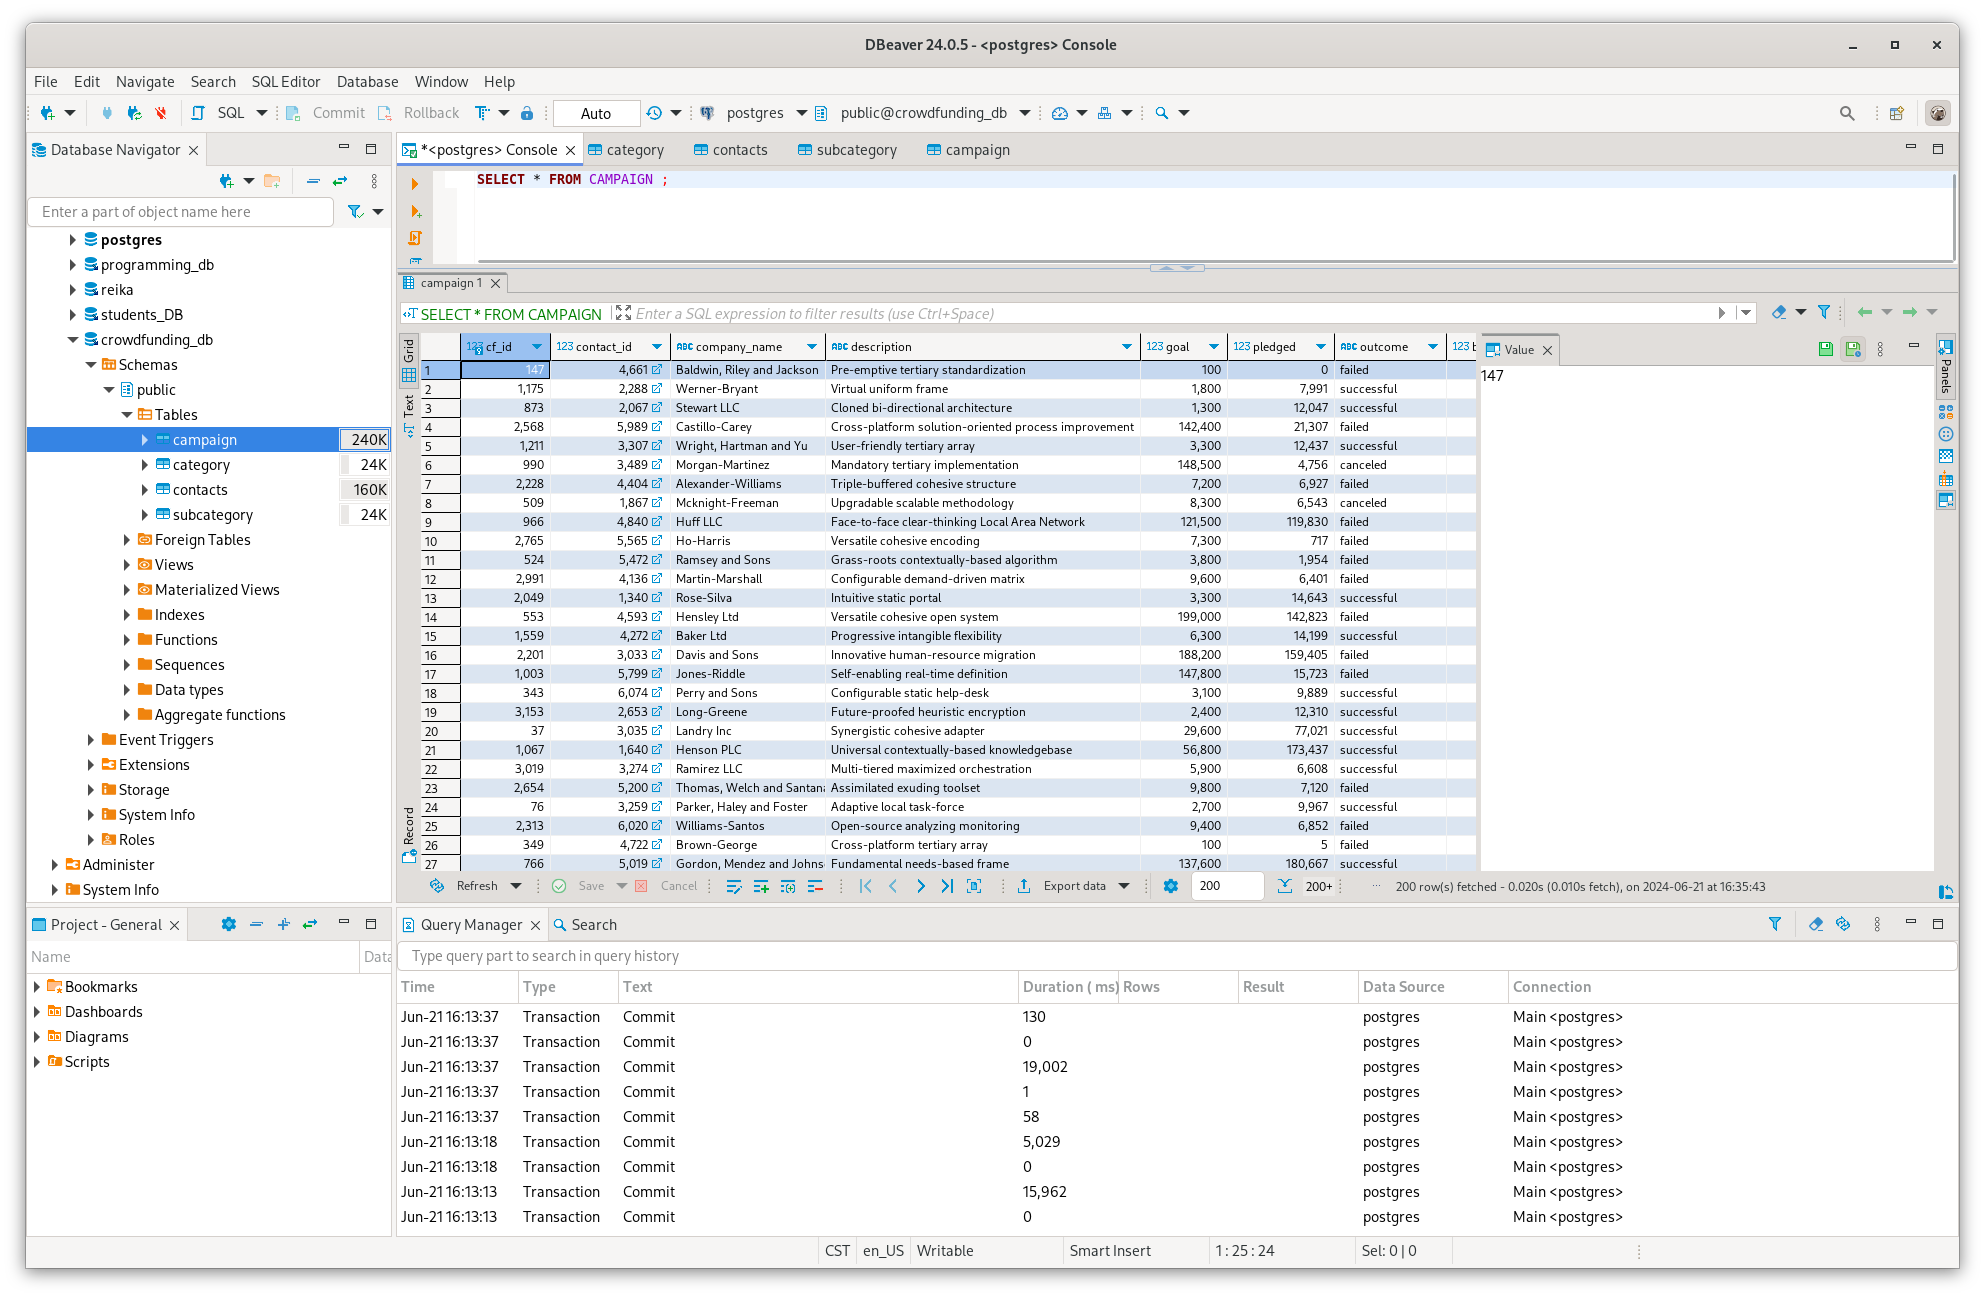 DBeaver 24.0.5 - <postgres> Console
File Edit Navigate Search SQL Editor Database Window Help
SQL Commit Rollback Auto postgres public@crowdfunding_db
Database Navigator
Enter a part of object name here
postgres
programming_db
reika
students_DB
crowdfunding_db
Schemas
public
Tables
campaign 240K
category 24K
contacts 160K
subcategory 24K
Foreign Tables
Views
Materialized Views
Indexes
Functions
Sequences
Data types
Aggregate functions
Event Triggers
Extensions
Storage
System Info
Roles
Administer
System Info
*<postgres> Console category contacts subcategory campaign
SELECT * FROM CAMPAIGN ;
campaign 1
SELECT * FROM CAMPAIGN Enter a SQL expression to filter results (use Ctrl+Space)
Grid
Text
Record
123 cf_id 123 contact_id ABC company_name ABC description 123 goal 123 pledged ABC outcome 123 b
1 147 4,661 Baldwin, Riley and Jackson Pre-emptive tertiary standardization 100 0 failed
2 1,175 2,288 Werner-Bryant Virtual uniform frame 1,800 7,991 successful
3 873 2,067 Stewart LLC Cloned bi-directional architecture 1,300 12,047 successful
4 2,568 5,989 Castillo-Carey Cross-platform solution-oriented process improvement 142,400 21,307 failed
5 1,211 3,307 Wright, Hartman and Yu User-friendly tertiary array 3,300 12,437 successful
6 990 3,489 Morgan-Martinez Mandatory tertiary implementation 148,500 4,756 canceled
7 2,228 4,404 Alexander-Williams Triple-buffered cohesive structure 7,200 6,927 failed
8 509 1,867 Mcknight-Freeman Upgradable scalable methodology 8,300 6,543 canceled
9 966 4,840 Huff LLC Face-to-face clear-thinking Local Area Network 121,500 119,830 failed
10 2,765 5,565 Ho-Harris Versatile cohesive encoding 7,300 717 failed
11 524 5,472 Ramsey and Sons Grass-roots contextually-based algorithm 3,800 1,954 failed
12 2,991 4,136 Martin-Marshall Configurable demand-driven matrix 9,600 6,401 failed
13 2,049 1,340 Rose-Silva Intuitive static portal 3,300 14,643 successful
14 553 4,593 Hensley Ltd Versatile cohesive open system 199,000 142,823 failed
15 1,559 4,272 Baker Ltd Progressive intangible flexibility 6,300 14,199 successful
16 2,201 3,033 Davis and Sons Innovative human-resource migration 188,200 159,405 failed
17 1,003 5,799 Jones-Riddle Self-enabling real-time definition 147,800 15,723 failed
18 343 6,074 Perry and Sons Configurable static help-desk 3,100 9,889 successful
19 3,153 2,653 Long-Greene Future-proofed heuristic encryption 2,400 12,310 successful
20 37 3,035 Landry Inc Synergistic cohesive adapter 29,600 77,021 successful
21 1,067 1,640 Henson PLC Universal contextually-based knowledgebase 56,800 173,437 successful
22 3,019 3,274 Ramirez LLC Multi-tiered maximized orchestration 5,900 6,608 successful
23 2,654 5,200 Thomas, Welch and Santana Assimilated exuding toolset 9,800 7,120 failed
24 76 3,259 Parker, Haley and Foster Adaptive local task-force 2,700 9,967 successful
25 2,313 6,020 Williams-Santos Open-source analyzing monitoring 9,400 6,852 failed
26 349 4,722 Brown-George Cross-platform tertiary array 100 5 failed
27 766 5,019 Gordon, Mendez and Johns Fundamental needs-based frame 137,600 180,667 successful
Value
147
Panels
Refresh Save Cancel Export data 200 200+ 200 row(s) fetched - 0.020s (0.010s fetch), on 2024-06-21 at 16:35:43
Project - General
Name Data
Bookmarks
Dashboards
Diagrams
Scripts
Query Manager Search
Type query part to search in query history
Time Type Text Duration ( ms) Rows Result Data Source Connection
Jun-21 16:13:37 Transaction Commit 130 postgres Main <postgres>
Jun-21 16:13:37 Transaction Commit 0 postgres Main <postgres>
Jun-21 16:13:37 Transaction Commit 19,002 postgres Main <postgres>
Jun-21 16:13:37 Transaction Commit 1 postgres Main <postgres>
Jun-21 16:13:37 Transaction Commit 58 postgres Main <postgres>
Jun-21 16:13:18 Transaction Commit 5,029 postgres Main <postgres>
Jun-21 16:13:18 Transaction Commit 0 postgres Main <postgres>
Jun-21 16:13:13 Transaction Commit 15,962 postgres Main <postgres>
Jun-21 16:13:13 Transaction Commit 0 postgres Main <postgres>
CST en_US Writable Smart Insert 1 : 25 : 24 Sel: 0 | 0